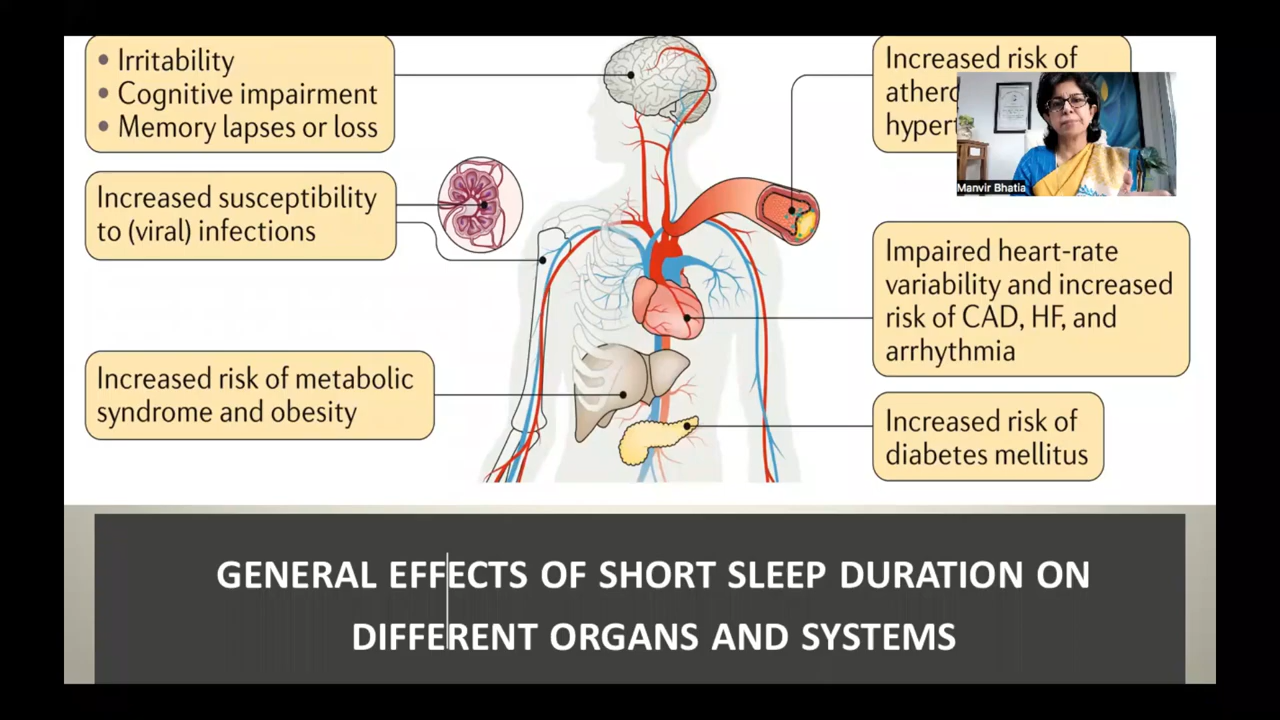 • Irritability
• Cognitive impairment
• Memory lapses or loss
Increased susceptibility
to (viral) infections
Increased risk of metabolic
syndrome and obesity
Increased risk of
Manvir Bhatia
Impaired heart-rate
variability and increased
risk of CAD, HF, and
arrhythmia
Increased risk of
diabetes mellitus
GENERAL EFFECTS OF SHORT SLEEP DURATION ON
DIFFERENT ORGANS AND SYSTEMS